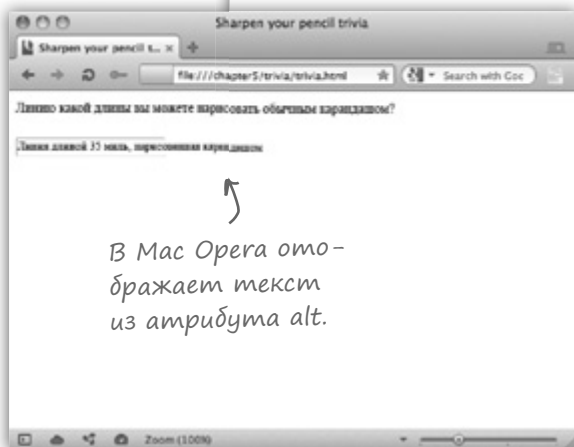 Sharpen your pencil trivia
Sharpen your pencil t...
file:///chapter5/trivia/trivia.html
Search with Goo
Линию какой длины вы можете нарисовать обычным карандашом?
Линия длиной 35 миль, нарисованная карандашом
В Mac Opera ото-
бражает текст
из атрибута alt.
Zoom (100%)